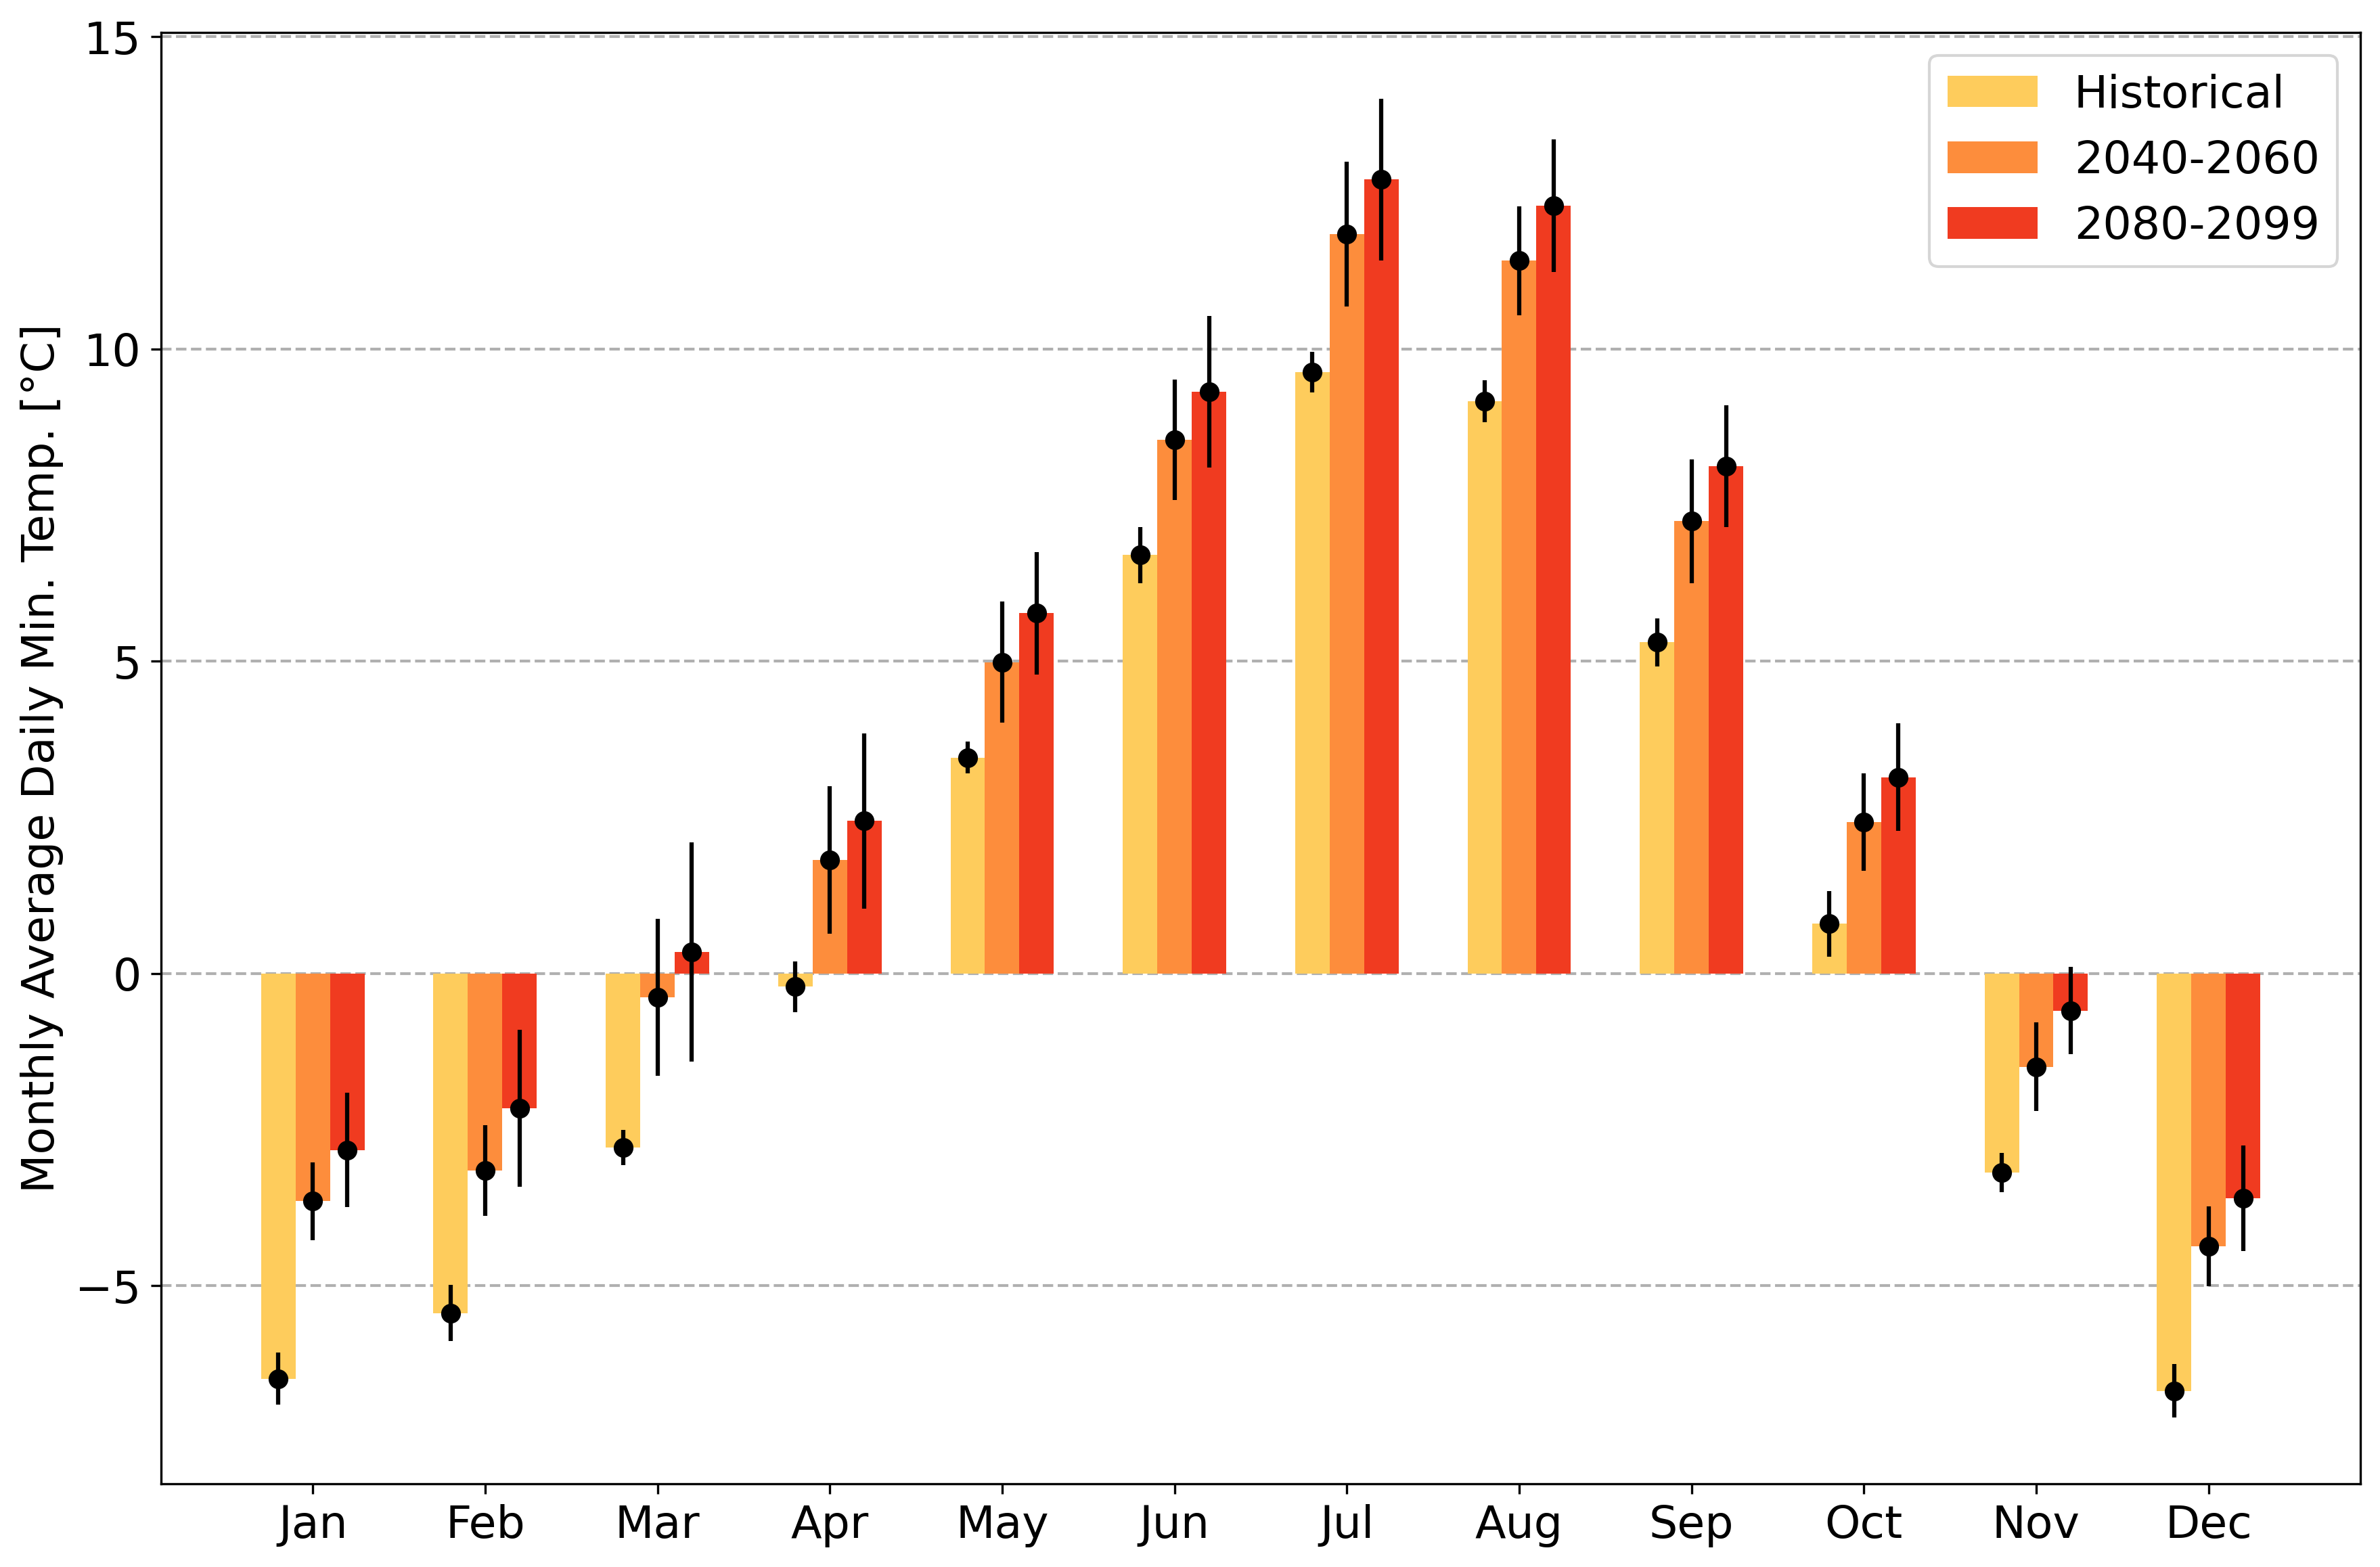 Monthly Average Daily Min. Temp. [°C]
15
10
5
0
−5
Historical
2040-2060
2080-2099
Jan Feb Mar Apr May Jun Jul Aug Sep Oct Nov Dec